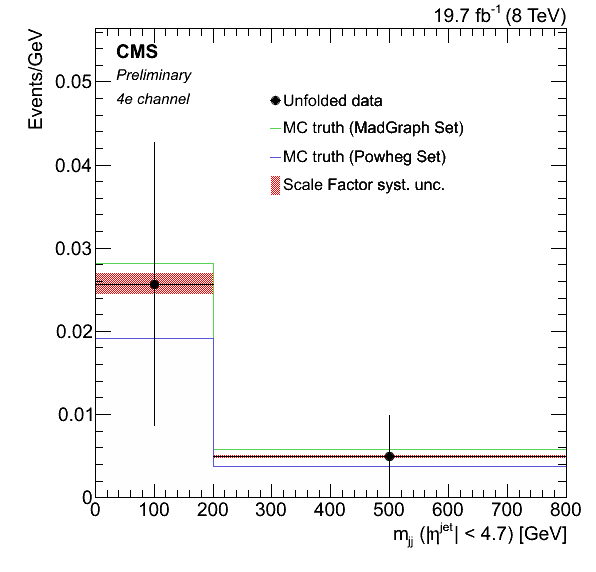 19.7 fb⁻¹ (8 TeV)
Events/GeV
CMS
Preliminary
4e channel
Unfolded data
MC truth (MadGraph Set)
MC truth (Powheg Set)
Scale Factor syst. unc.
0.05
0.04
0.03
0.02
0.01
0
0 100 200 300 400 500 600 700 800
m_jj (|η^jet| < 4.7) [GeV]